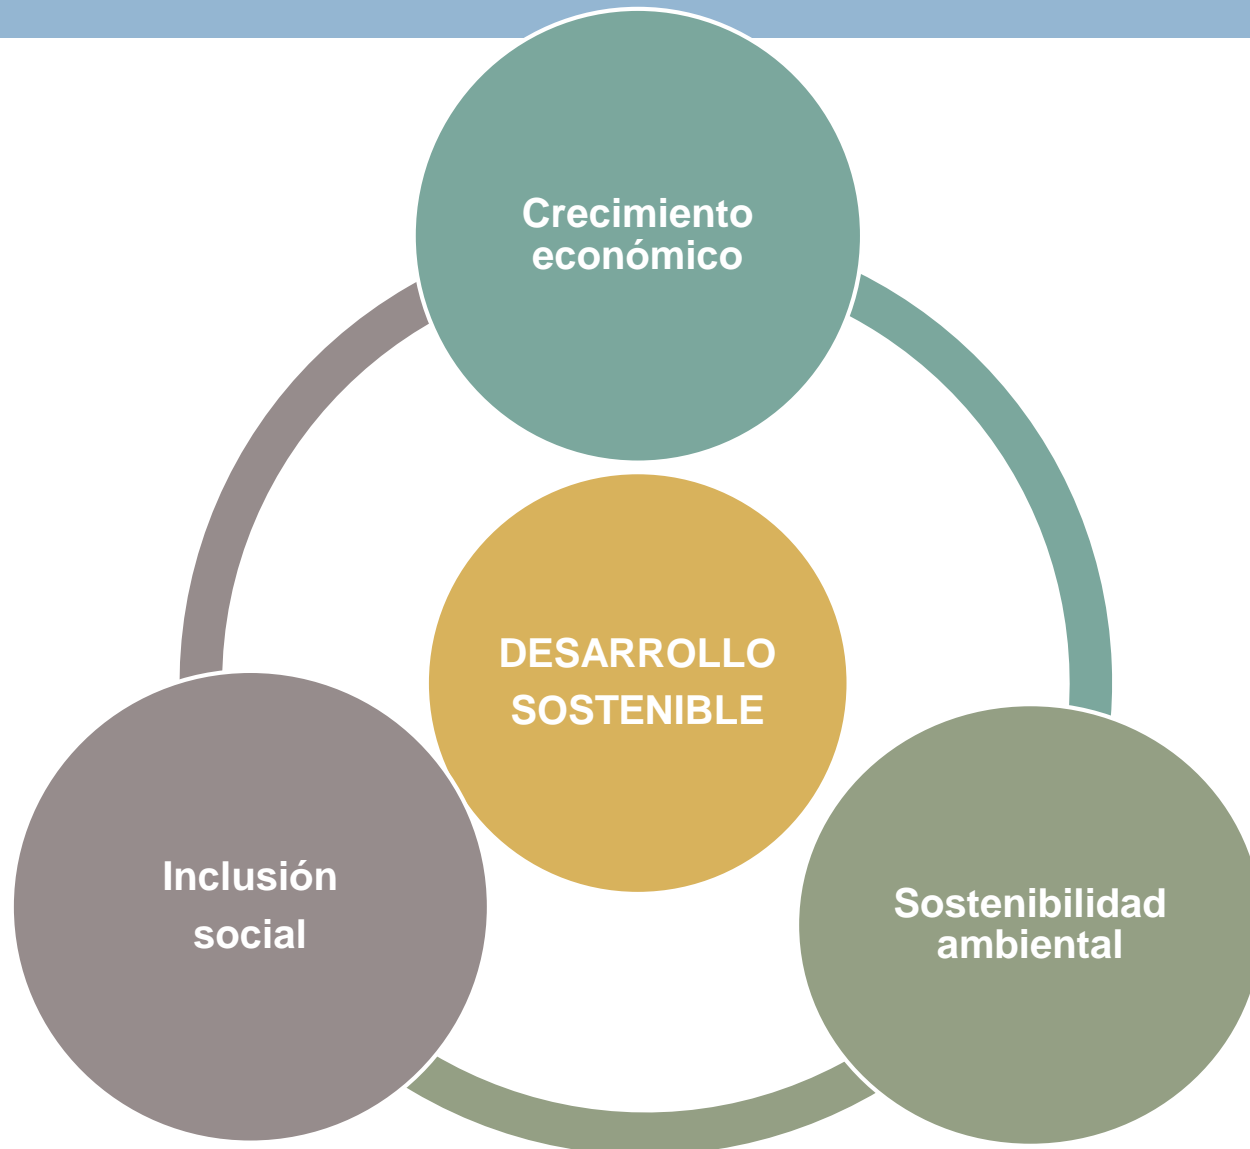 Crecimiento
económico
DESARROLLO
SOSTENIBLE
Inclusión
social
Sostenibilidad
ambiental